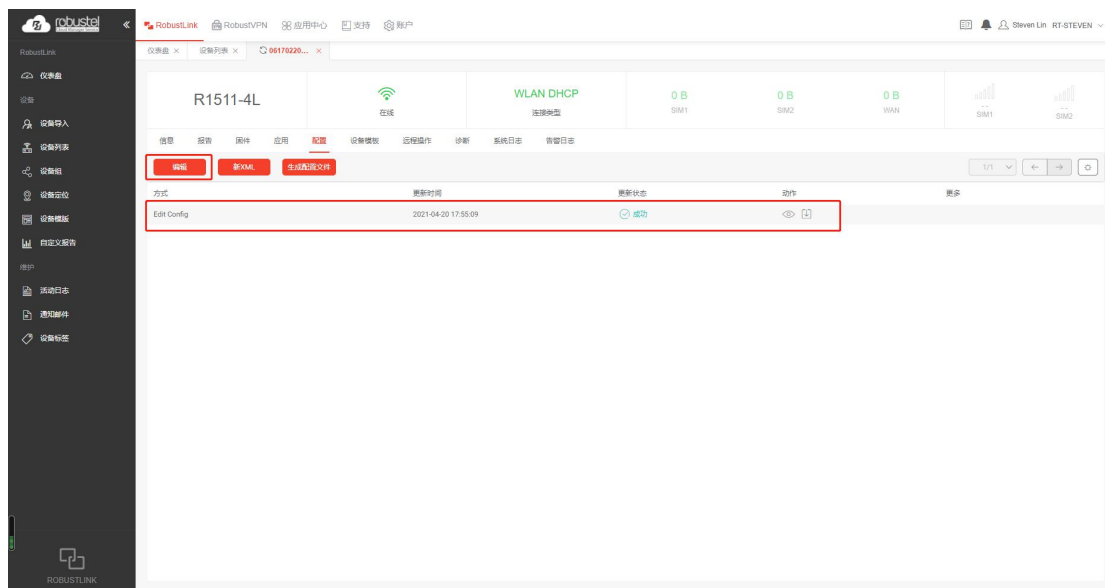 robustel
Cloud Manager Service
RobustLink RobustVPN 应用中心 支持 账户
Steven Lin RT-STEVEN
RobustLink
仪表盘
设备
设备导入
设备列表
设备组
设备定位
设备模版
自定义报告
维护
活动日志
通知邮件
设备标签
ROBUSTLINK
仪表盘 × 设备列表 × 06170220... ×
R1511-4L
在线
WLAN DHCP
连接类型
0 B
SIM1
0 B
SIM2
0 B
WAN
--
SIM1
--
SIM2
信息 报告 固件 应用 配置 设备模板 远程操作 诊断 系统日志 告警日志
编辑 新XML 生成配置文件
1/1
方式 更新时间 更新状态 动作 更多
Edit Config 2021-04-20 17:55:09 成功